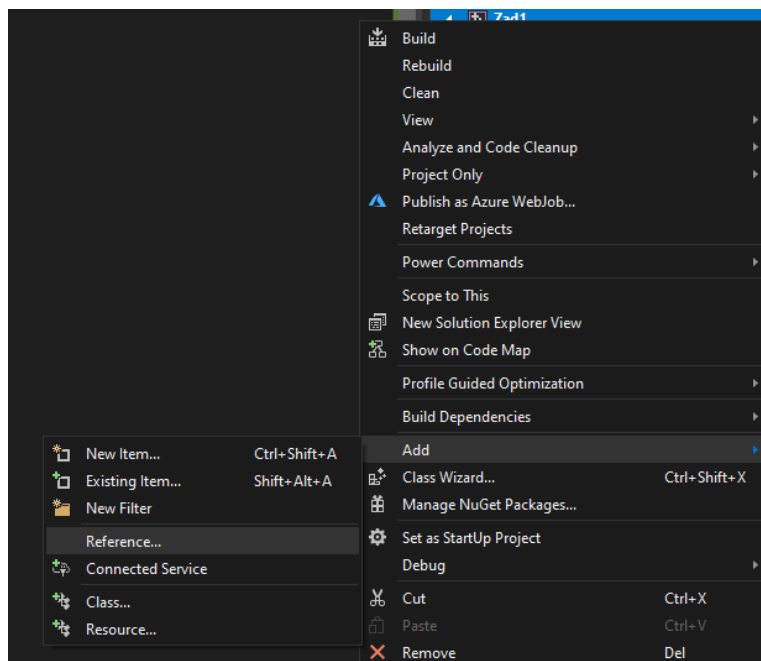 Zad1
Build
Rebuild
Clean
View
Analyze and Code Cleanup
Project Only
Publish as Azure WebJob...
Retarget Projects
Power Commands
Scope to This
New Solution Explorer View
Show on Code Map
Profile Guided Optimization
Build Dependencies
Add
Class Wizard... Ctrl+Shift+X
Manage NuGet Packages...
Set as StartUp Project
Debug
Cut Ctrl+X
Paste Ctrl+V
Remove Del
New Item... Ctrl+Shift+A
Existing Item... Shift+Alt+A
New Filter
Reference...
Connected Service
Class...
Resource...